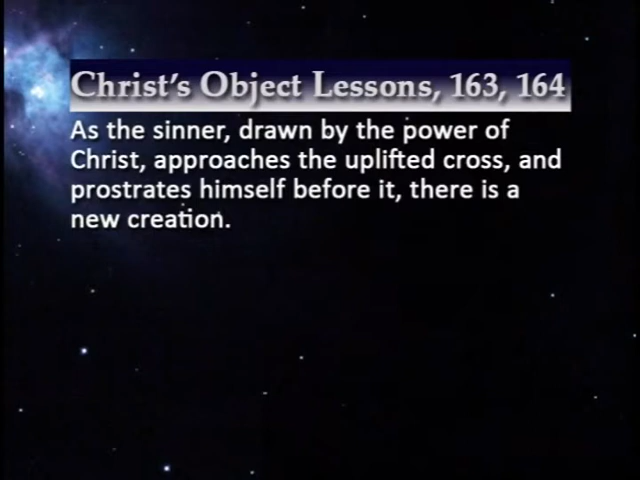 Christ's Object Lessons, 163, 164
As the sinner, drawn by the power of
Christ, approaches the uplifted cross, and
prostrates himself before it, there is a
new creation.